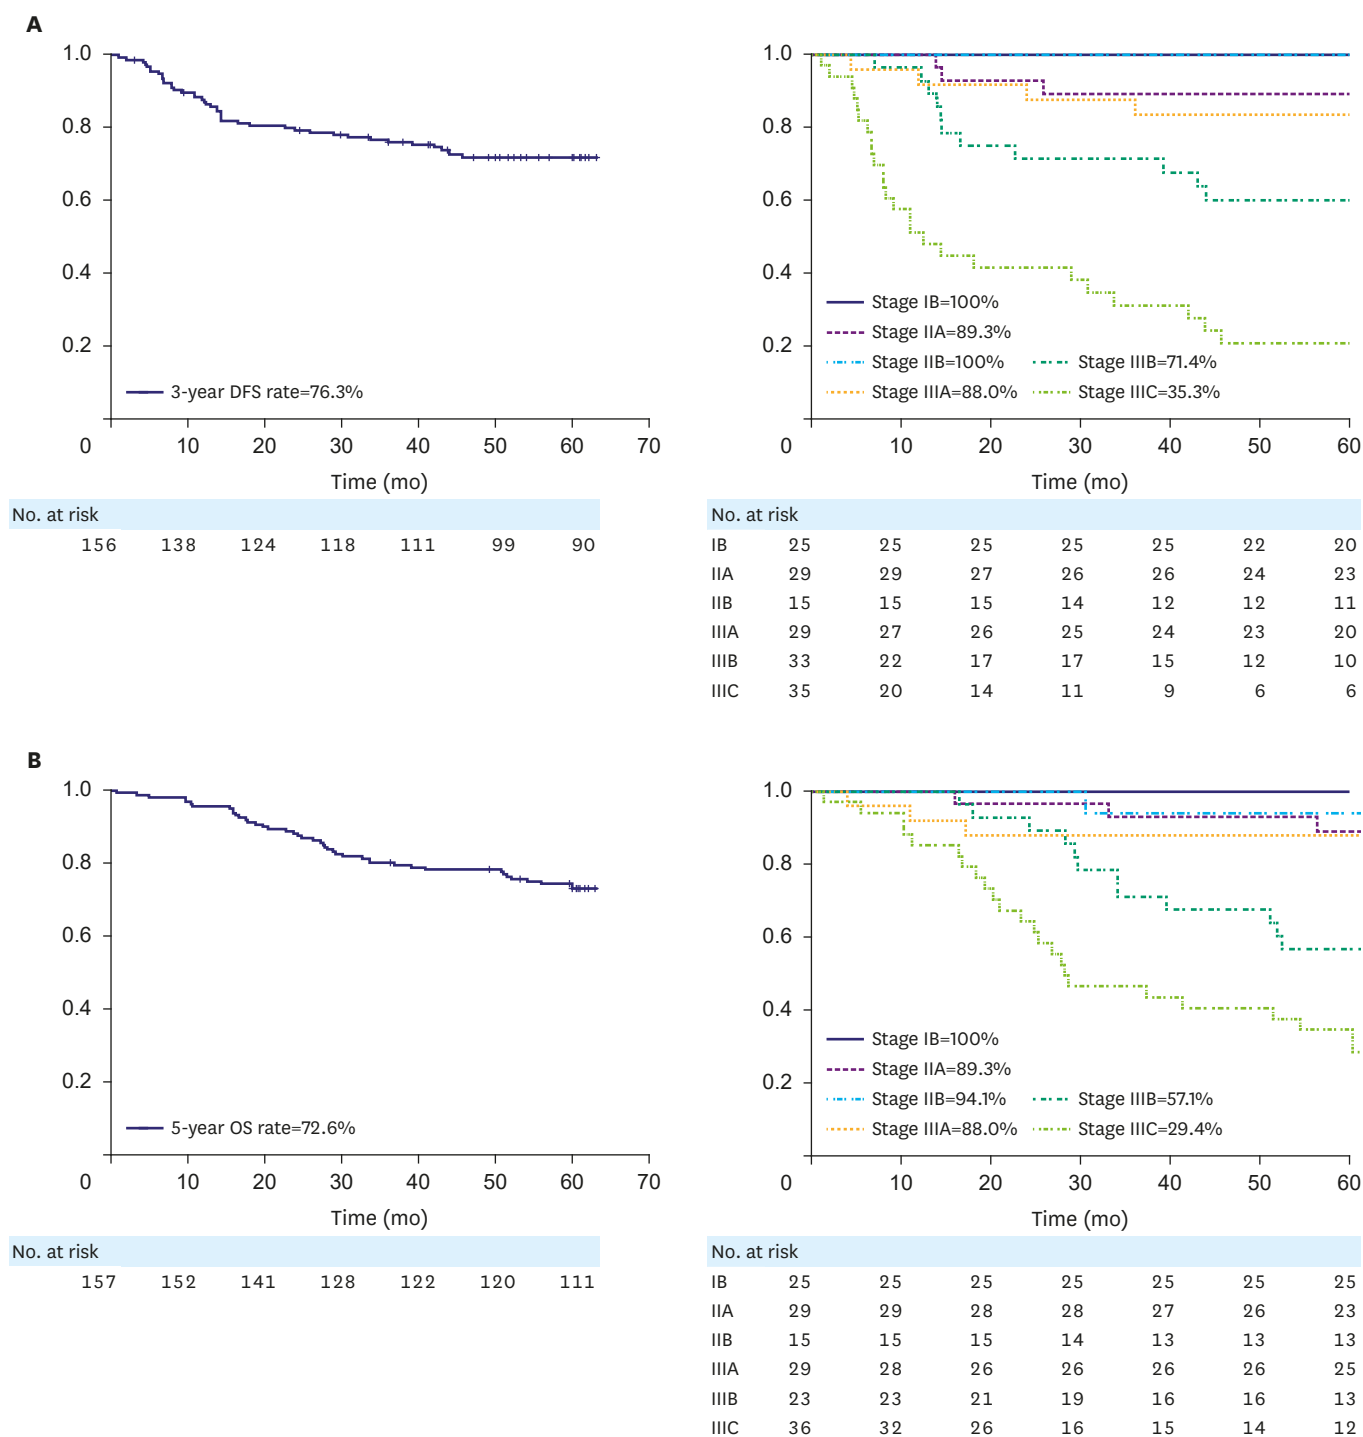 A
1.0
0.8
0.6
0.4
0.2
3-year DFS rate=76.3%
0 10 20 30 40 50 60 70
Time (mo)
No. at risk
156 138 124 118 111 99 90
1.0
0.8
0.6
0.4
0.2
Stage IB=100%
Stage IIA=89.3%
Stage IIB=100% Stage IIIB=71.4%
Stage IIIA=88.0% Stage IIIC=35.3%
0 10 20 30 40 50 60
Time (mo)
No. at risk
IB 25 25 25 25 25 22 20
IIA 29 29 27 26 26 24 23
IIB 15 15 15 14 12 12 11
IIIA 29 27 26 25 24 23 20
IIIB 33 22 17 17 15 12 10
IIIC 35 20 14 11 9 6 6
B
1.0
0.8
0.6
0.4
0.2
5-year OS rate=72.6%
0 10 20 30 40 50 60 70
Time (mo)
No. at risk
157 152 141 128 122 120 111
1.0
0.8
0.6
0.4
0.2
Stage IB=100%
Stage IIA=89.3%
Stage IIB=94.1% Stage IIIB=57.1%
Stage IIIA=88.0% Stage IIIC=29.4%
0 10 20 30 40 50 60
Time (mo)
No. at risk
IB 25 25 25 25 25 25 25
IIA 29 29 28 28 27 26 23
IIB 15 15 15 14 13 13 13
IIIA 29 28 26 26 26 26 25
IIIB 23 23 21 19 16 16 13
IIIC 36 32 26 16 15 14 12